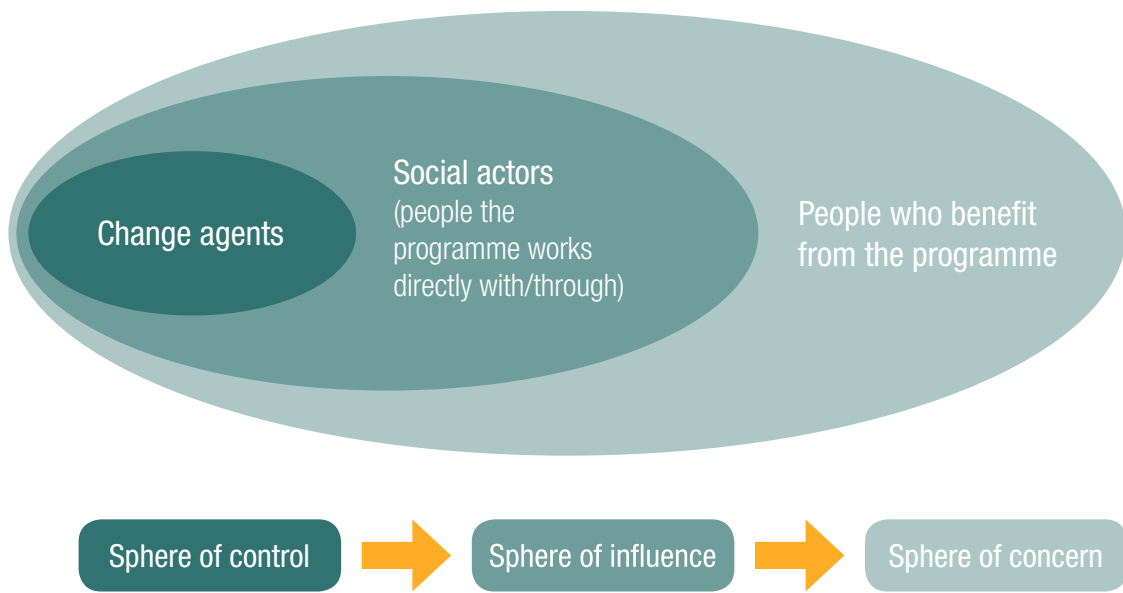 Change agents
Social actors
(people the
programme works
directly with/through)
People who benefit
from the programme
Sphere of control
Sphere of influence
Sphere of concern